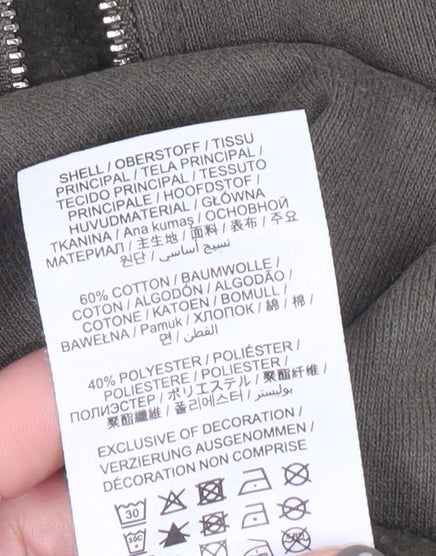 SHELL / OBERSTOFF / TISSU
PRINCIPAL / TELA PRINCIPAL /
TECIDO PRINCIPAL / TESSUTO
PRINCIPALE / HOOFDSTOF /
HUVUDMATERIAL / GŁÓWNA
TKANINA / Ana kumaş / ОСНОВНОЙ
МАТЕРИАЛ / 主生地 / 面料 / 表布 / 주요
원단 / نسيج أساسي
60% COTTON / BAUMWOLLE /
COTON / ALGODÓN / ALGODÃO /
COTONE / KATOEN / BOMULL /
BAWEŁNA / Pamuk / ХЛОПОК / 綿 / 棉 /
면 / القطن
40% POLYESTER / POLIÉSTER /
POLIESTERE / POLIESTER /
ПОЛИЭСТЕР / ポリエステル / 聚酯纤维 /
聚酯纖維 / 폴리에스터 / بوليستر
EXCLUSIVE OF DECORATION /
VERZIERUNG AUSGENOMMEN /
DÉCORATION NON COMPRISE
30
30C